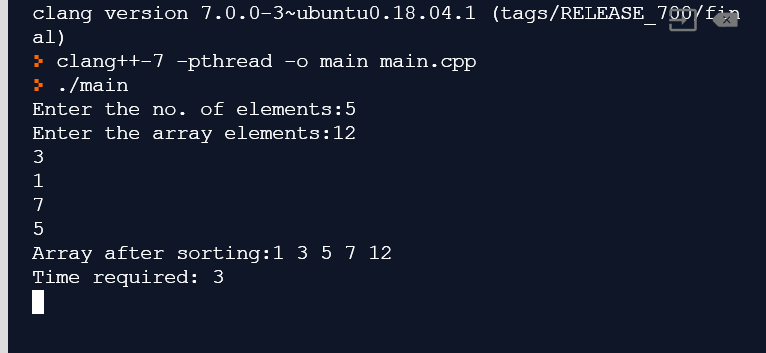 clang version 7.0.0-3~ubuntu0.18.04.1 (tags/RELEASE_700/fin
al)
clang++-7 -pthread -o main main.cpp
./main
Enter the no. of elements:5
Enter the array elements:12
3
1
7
5
Array after sorting:1 3 5 7 12
Time required: 3